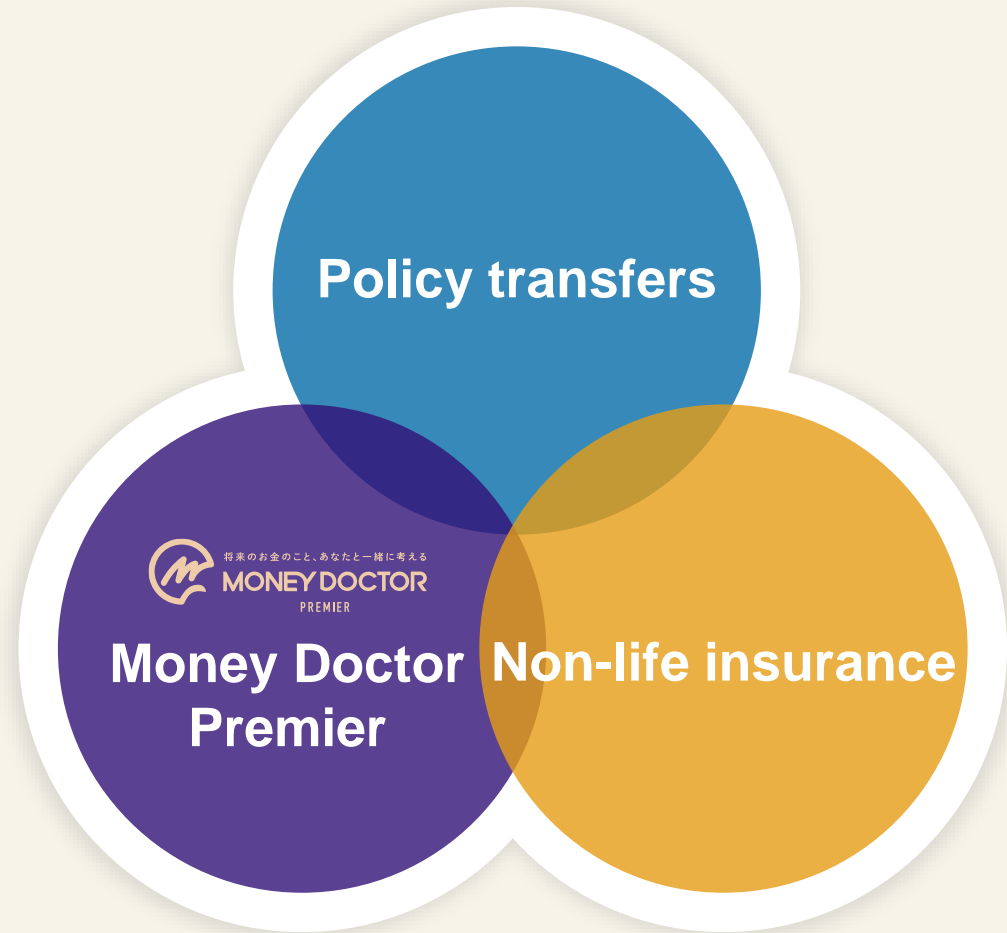 Policy transfers
将来のお金のこと、あなたと一緒に考える
MONEY DOCTOR
PREMIER
Money Doctor
Premier
Non-life insurance